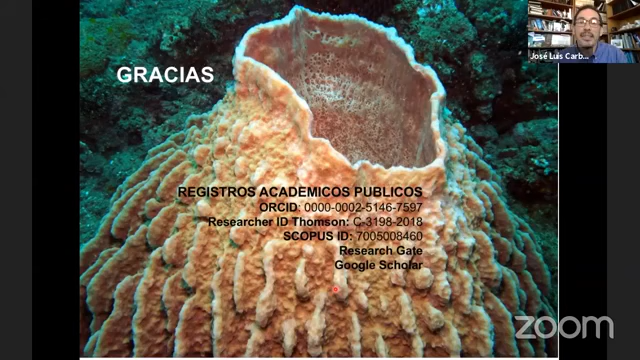 José Luis Carb...
GRACIAS
REGISTROS ACADEMICOS PUBLICOS
ORCID: 0000-0002-5146-7597
Researcher ID Thomson: C-3198-2018
SCOPUS ID: 7005008460
Research Gate
Google Scholar
zoom